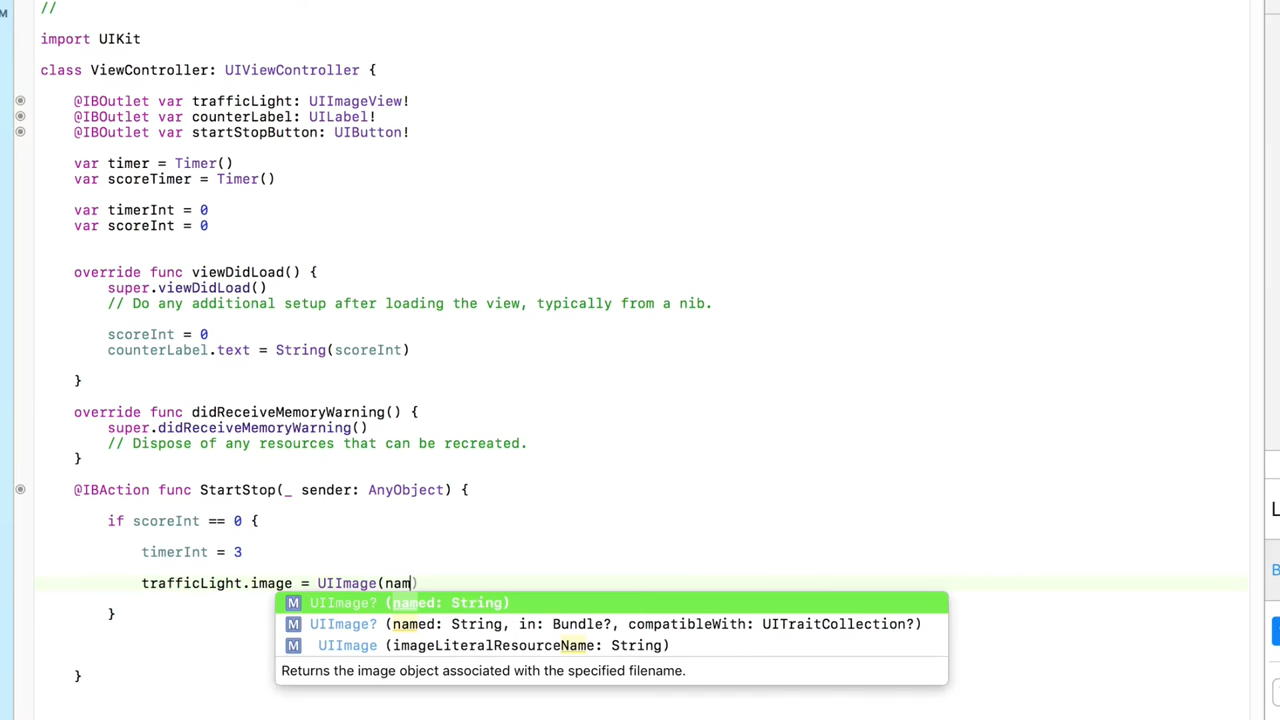 M
//
import UIKit
class ViewController: UIViewController {
@IBOutlet var trafficLight: UIImageView!
@IBOutlet var counterLabel: UILabel!
@IBOutlet var startStopButton: UIButton!
var timer = Timer()
var scoreTimer = Timer()
var timerInt = 0
var scoreInt = 0
override func viewDidLoad() {
super.viewDidLoad()
// Do any additional setup after loading the view, typically from a nib.
scoreInt = 0
counterLabel.text = String(scoreInt)
}
override func didReceiveMemoryWarning() {
super.didReceiveMemoryWarning()
// Dispose of any resources that can be recreated.
}
@IBAction func StartStop(_ sender: AnyObject) {
if scoreInt == 0 {
timerInt = 3
trafficLight.image = UIImage(nam)
M UIImage? (named: String)
M UIImage? (named: String, in: Bundle?, compatibleWith: UITraitCollection?)
M UIImage (imageLiteralResourceName: String)
Returns the image object associated with the specified filename.
}
}